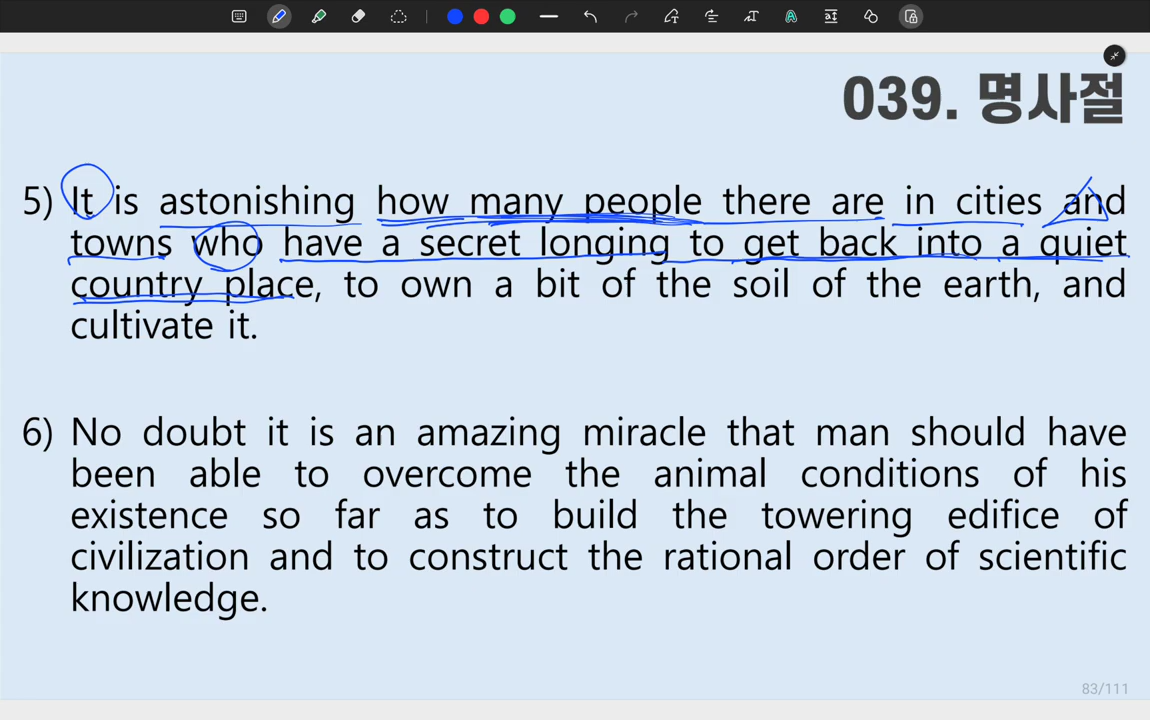 039. 명사절
5) It is astonishing how many people there are in cities and
towns who have a secret longing to get back into a quiet
country place, to own a bit of the soil of the earth, and
cultivate it.
6) No doubt it is an amazing miracle that man should have
been able to overcome the animal conditions of his
existence so far as to build the towering edifice of
civilization and to construct the rational order of scientific
knowledge.
83/111